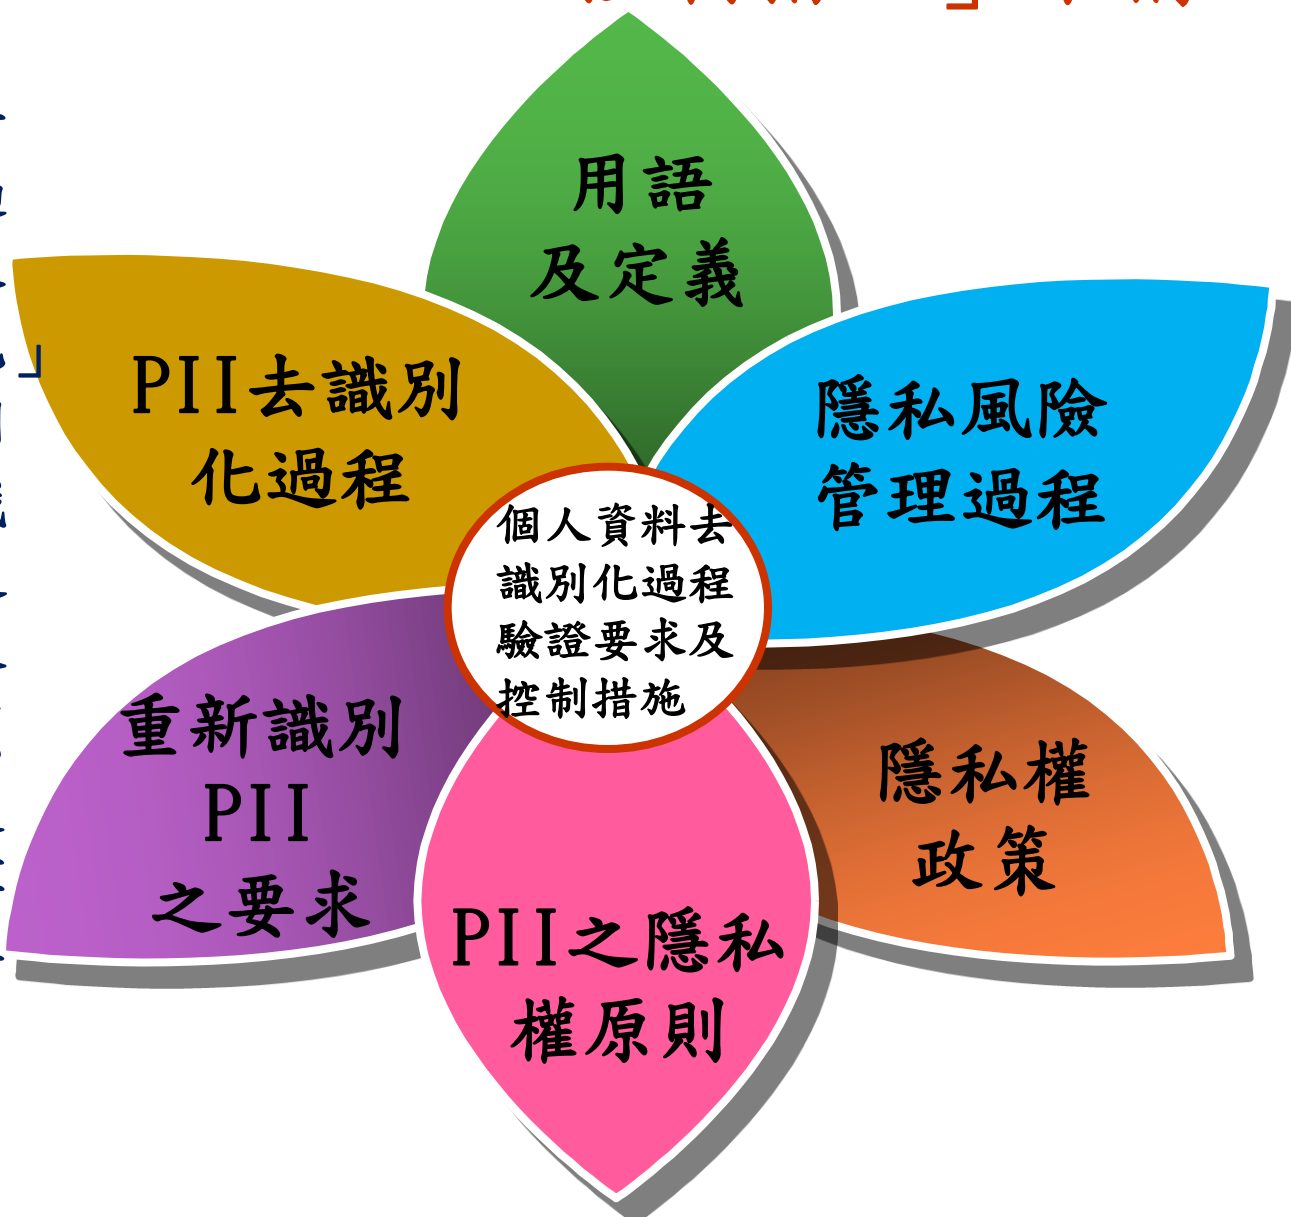 用語
及定義
PII去識別
化過程
隱私風險
管理過程
個人資料去
識別化過程
驗證要求及
控制措施
重新識別
PII
之要求
隱私權
政策
PII之隱私
權原則
」